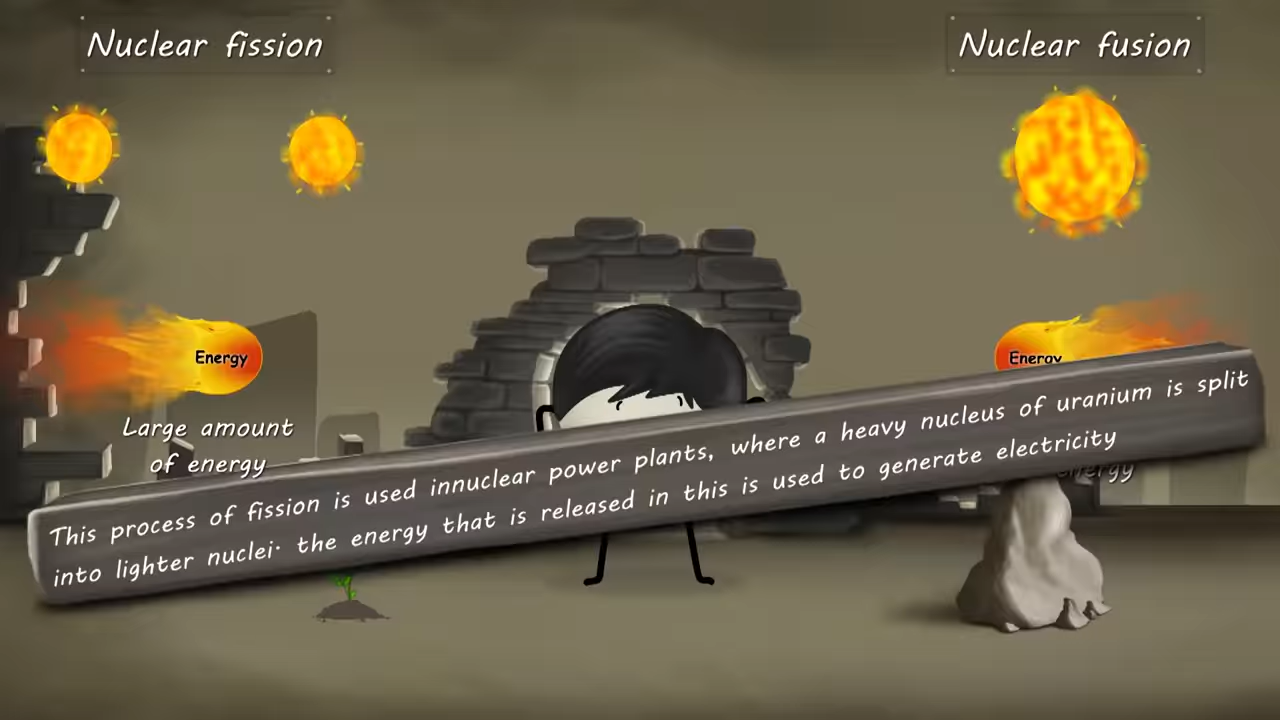 Nuclear fission
Nuclear fusion
Energy
Energy
Large amount
of energy
energy
This process of fission is used innuclear power plants, where a heavy nucleus of uranium is split
into lighter nuclei· the energy that is released in this is used to generate electricity